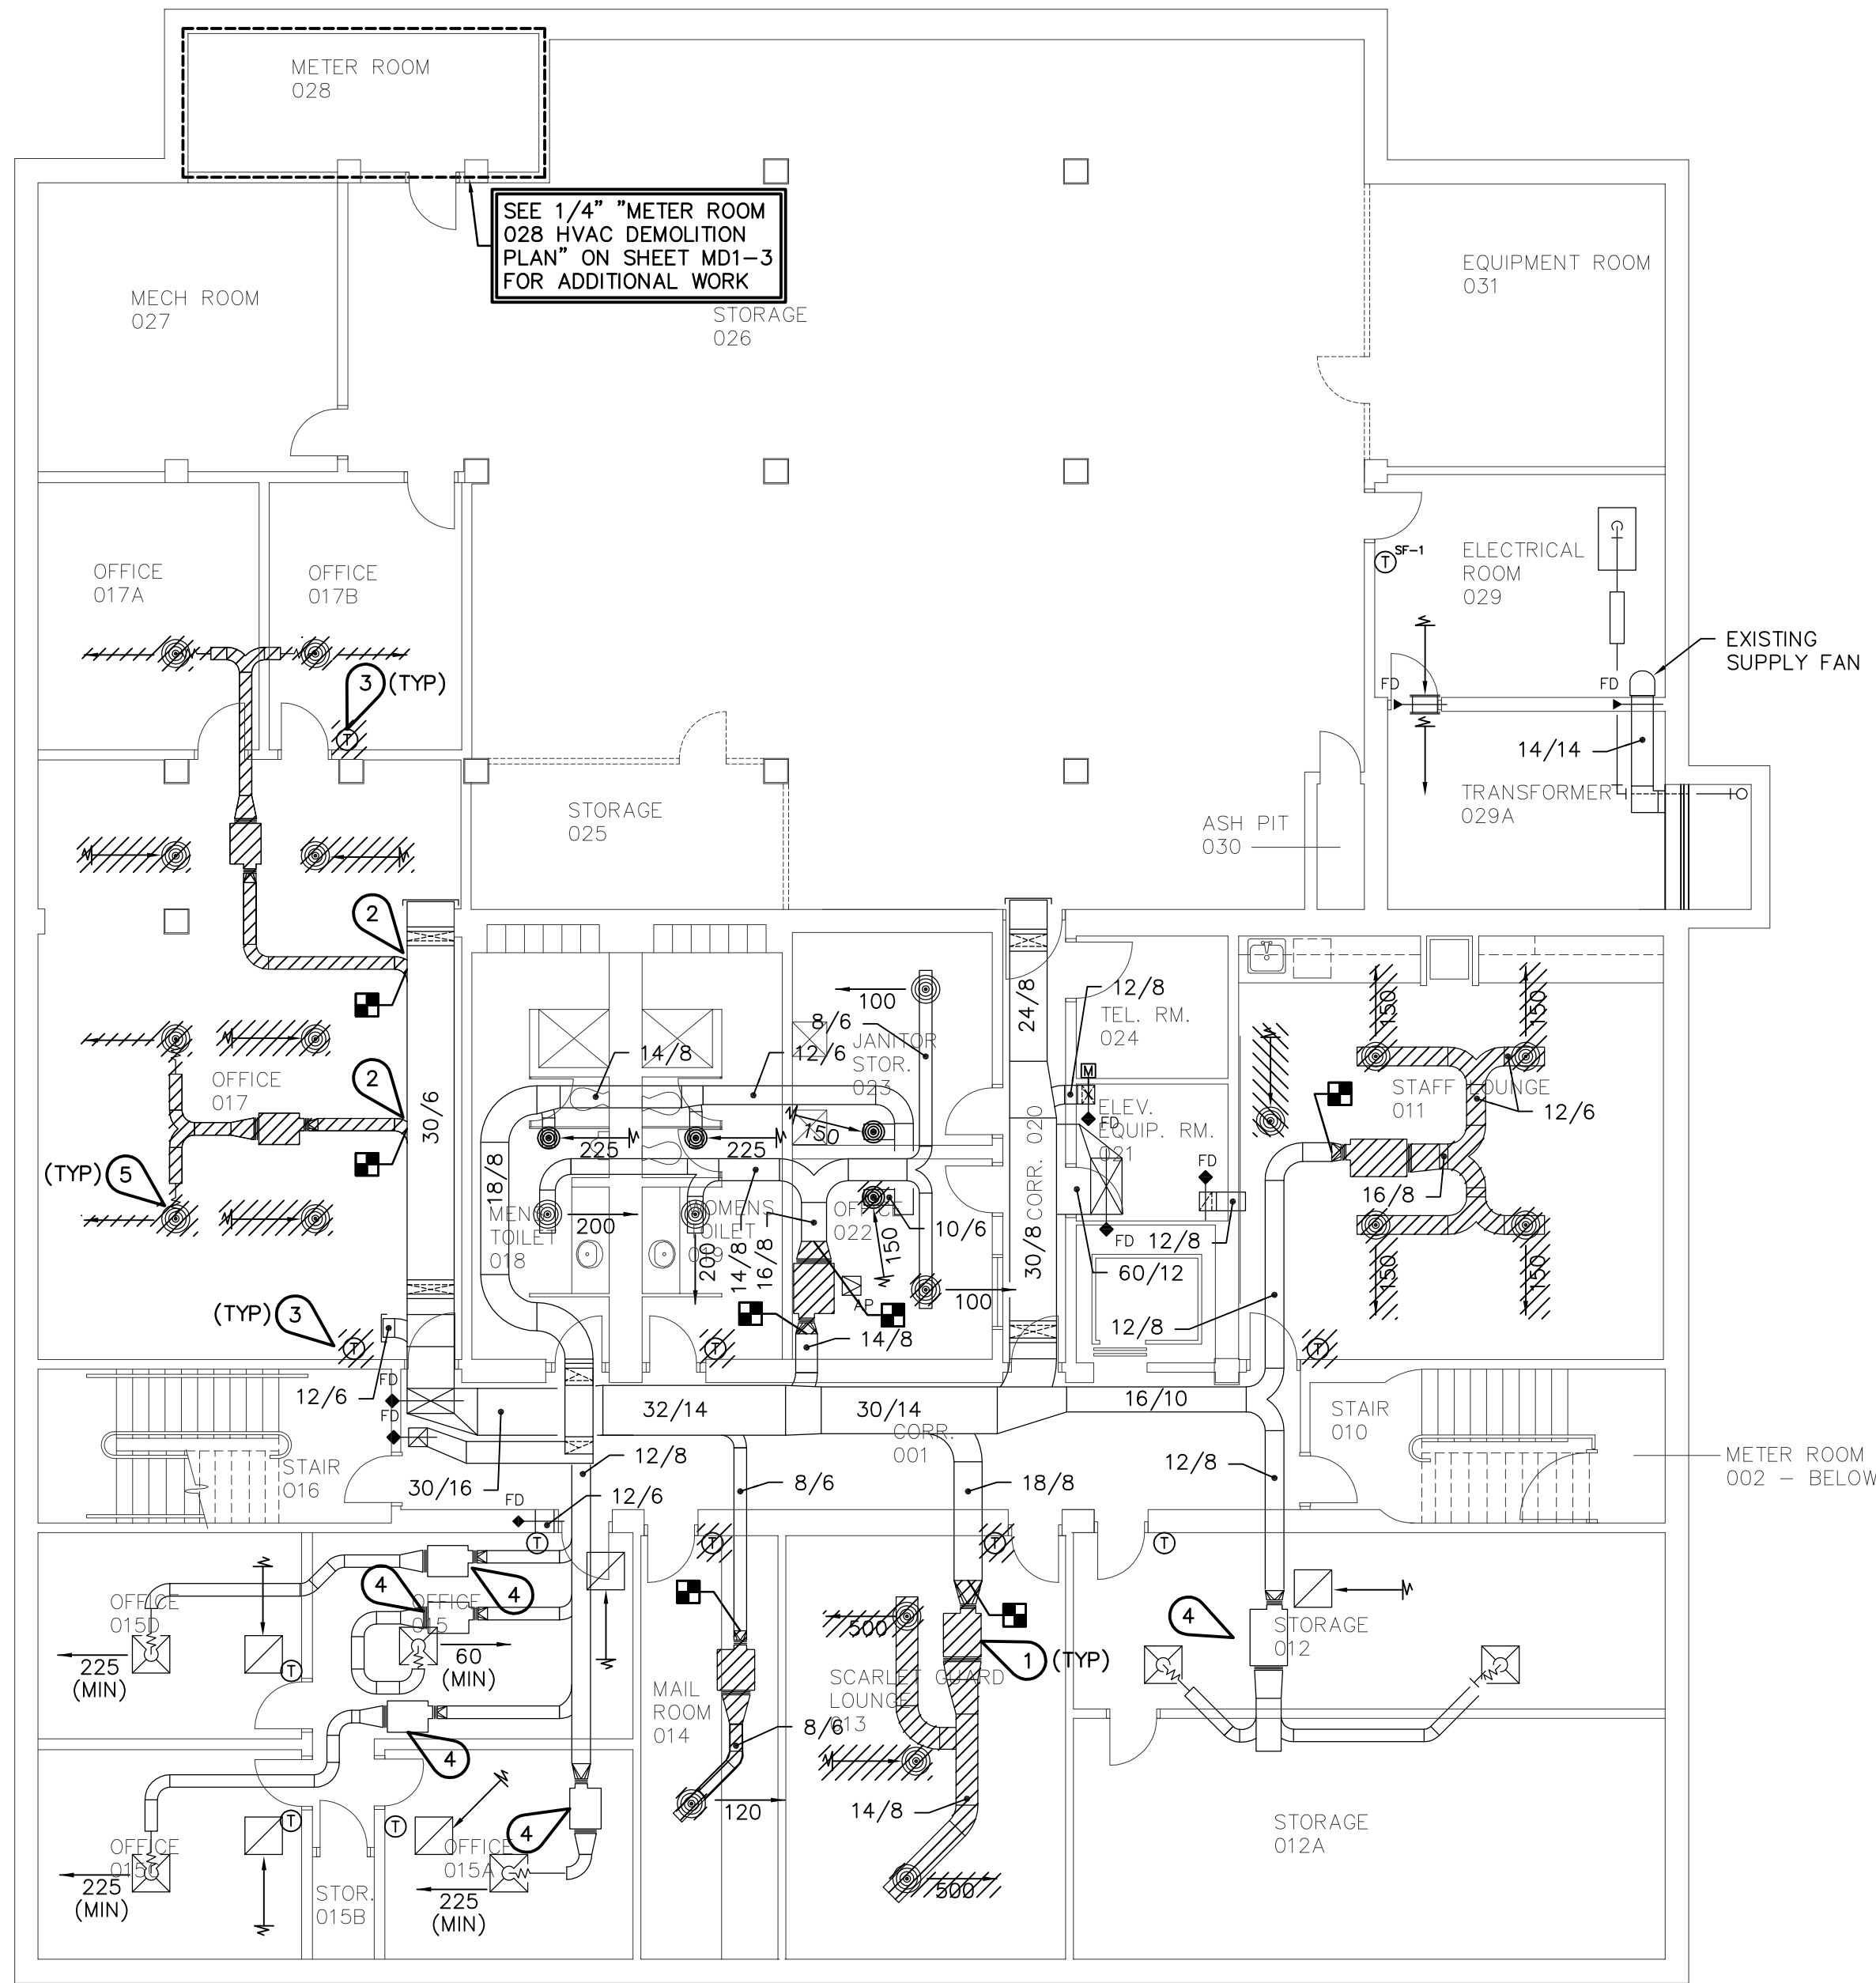 METER ROOM
028
SEE 1/4” ”METER ROOM
028 HVAC DEMOLITION
PLAN” ON SHEET MD1-3
FOR ADDITIONAL WORK
EQUIPMENT ROOM
031
MECH ROOM
027
STORAGE
026
OFFICE
017A
OFFICE
017B
T SF-1
ELECTRICAL
ROOM
029
EXISTING
SUPPLY FAN
3 (TYP)
T
FD
FD
14/14
STORAGE
025
TRANSFORMER
029A
ASH PIT
030
2
100
8/6
JANITOR
STOR.
023
24/8
12/8
TEL. RM.
024
150
150
14/8
12/6
OFFICE
017
2
30/6
M
ELEV.
EQUIP. RM.
021
FD
STAFF LOUNGE
011
12/6
225
225
150
18/8
(TYP) 5
CORR. 020
FD
16/8
MENS
TOILET
018
200
WOMENS
TOILET
019
200
14/8
16/8
OFFICE
022
10/6
150
30/8
FD
12/8
60/12
150
150
(TYP) 3
T
T
AP
100
14/8
12/8
T
12/6
FD
FD
32/14
30/14
CORR.
001
16/10
STAIR
010
STAIR
016
30/16
12/8
8/6
18/8
12/8
METER ROOM
002 – BELOW
FD
12/6
T
T
T
T
OFFICE
015D
4
4
OFFICE
015
4
STORAGE
012
225
(MIN)
T
60
(MIN)
500
1 (TYP)
MAIL
ROOM
014
SCARLET GUARD
LOUNGE
013
8/6
4
T
T
120
14/8
STORAGE
012A
OFFICE
015C
225
(MIN)
STOR.
015B
OFFICE
015A
4
225
(MIN)
500